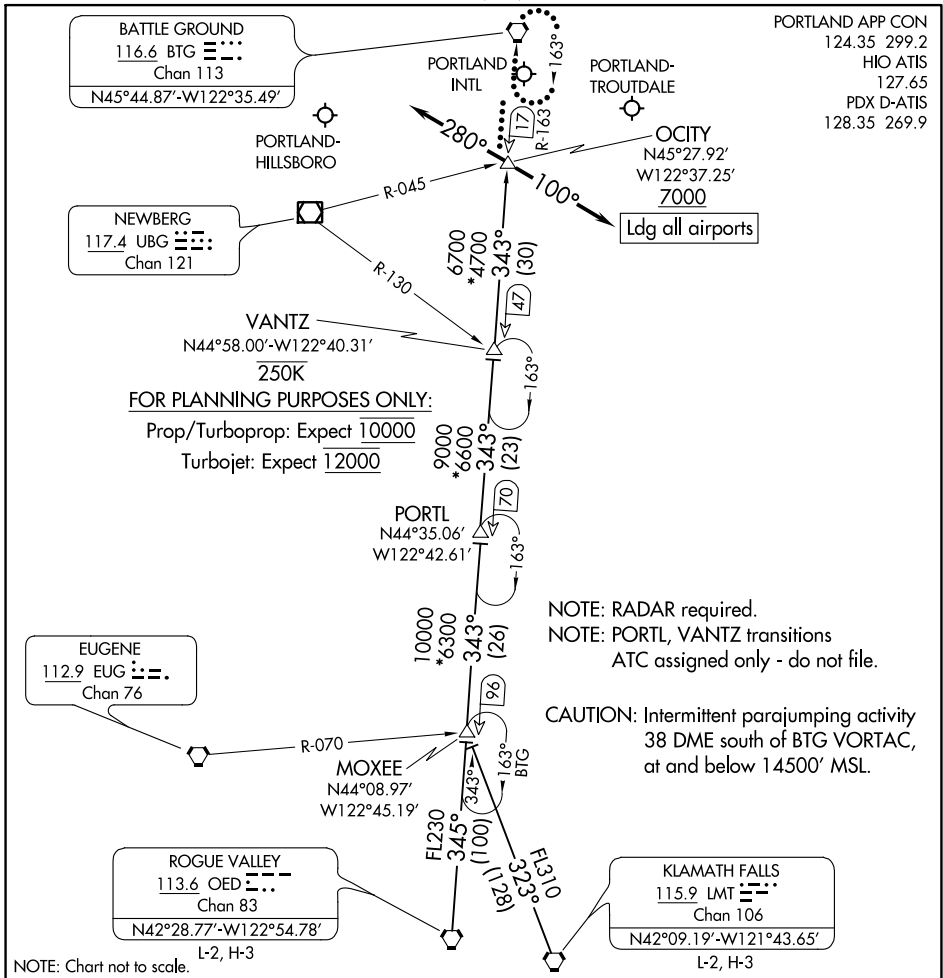 BATTLE GROUND
116.6 BTG
Chan 113
N45°44.87'-W122°35.49'
PORTLAND APP CON
124.35 299.2
HIO ATIS
127.65
PDX D-ATIS
128.35 269.9
163°
PORTLAND
INTL
PORTLAND-
TROUTDALE
PORTLAND-
HILLSBORO
280°
17
R-163
OCITY
N45°27.92'
W122°37.25'
7000
100°
Ldg all airports
R-045
NEWBERG
117.4 UBG
Chan 121
R-130
6700
*4700
343°
(30)
47
VANTZ
N44°58.00'-W122°40.31'
250K
163°
FOR PLANNING PURPOSES ONLY:
Prop/Turboprop: Expect 10000
Turbojet: Expect 12000
9000
*6600
343°
(23)
70
PORTL
N44°35.06'
W122°42.61'
163°
NOTE: RADAR required.
NOTE: PORTL, VANTZ transitions
ATC assigned only - do not file.
10000
*6300
343°
(26)
96
CAUTION: Intermittent parajumping activity
38 DME south of BTG VORTAC,
at and below 14500' MSL.
EUGENE
112.9 EUG
Chan 76
R-070
MOXEE
N44°08.97'
W122°45.19'
343°
163°
BTG
FL230
345°
(100)
FL310
323°
(128)
ROGUE VALLEY
113.6 OED
Chan 83
N42°28.77'-W122°54.78'
L-2, H-3
KLAMATH FALLS
115.9 LMT
Chan 106
N42°09.19'-W121°43.65'
L-2, H-3
NOTE: Chart not to scale.